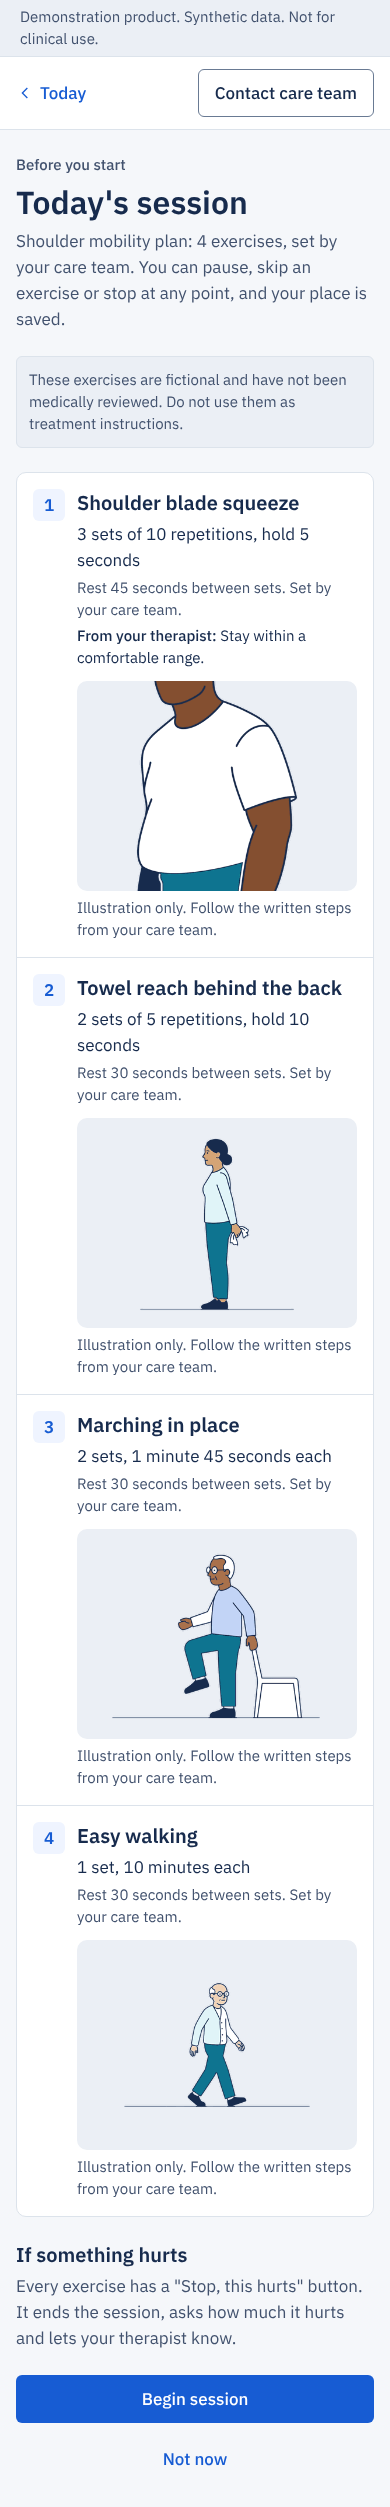 Demonstration product. Synthetic data. Not for
clinical use.
Today
Contact care team
Before you start
Today's session
Shoulder mobility plan: 4 exercises, set by
your care team. You can pause, skip an
exercise or stop at any point, and your place is
saved.
These exercises are fictional and have not been
medically reviewed. Do not use them as
treatment instructions.
1
Shoulder blade squeeze
3 sets of 10 repetitions, hold 5
seconds
Rest 45 seconds between sets. Set by
your care team.
From your therapist: Stay within a
comfortable range.
Illustration only. Follow the written steps
from your care team.
2
Towel reach behind the back
2 sets of 5 repetitions, hold 10
seconds
Rest 30 seconds between sets. Set by
your care team.
Illustration only. Follow the written steps
from your care team.
3
Marching in place
2 sets, 1 minute 45 seconds each
Rest 30 seconds between sets. Set by
your care team.
Illustration only. Follow the written steps
from your care team.
4
Easy walking
1 set, 10 minutes each
Rest 30 seconds between sets. Set by
your care team.
Illustration only. Follow the written steps
from your care team.
If something hurts
Every exercise has a "Stop, this hurts" button.
It ends the session, asks how much it hurts
and lets your therapist know.
Begin session
Not now